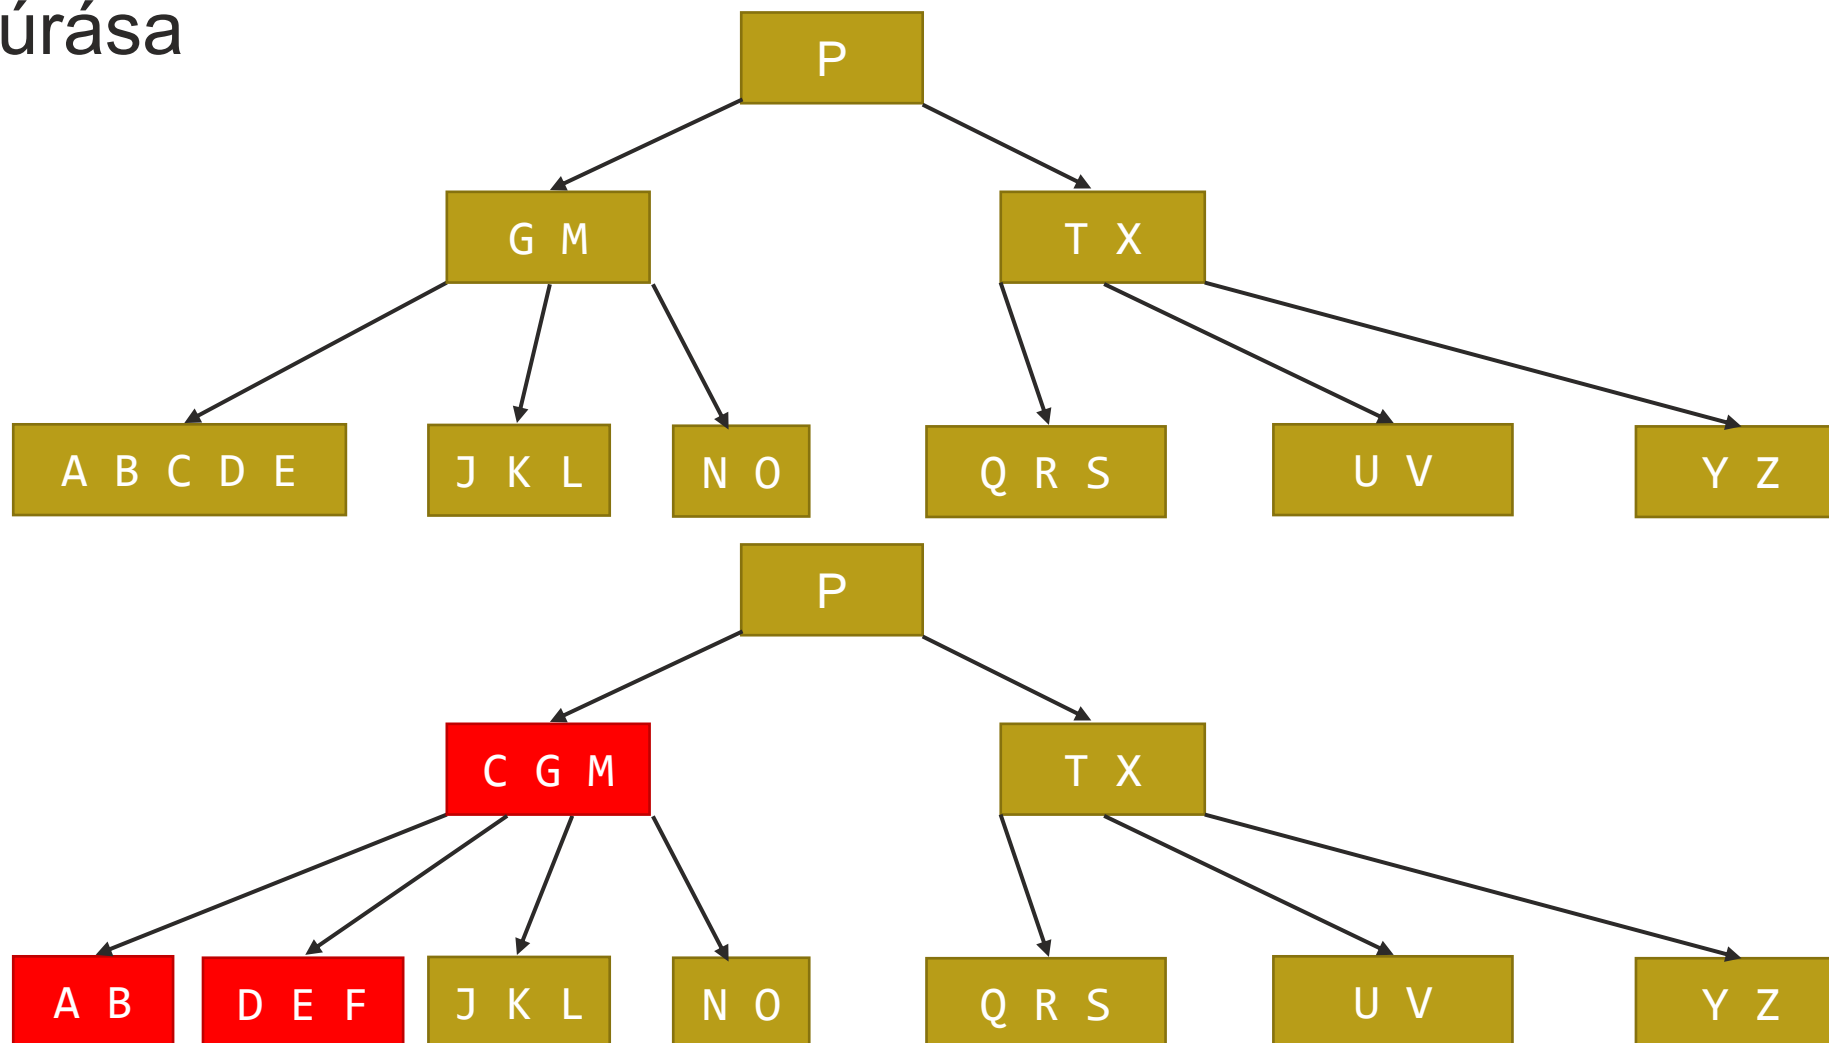 úrása
P
G M
T X
A B C D E
J K L
N O
Q R S
U V
Y Z
P
C G M
T X
A B
D E F
J K L
N O
Q R S
U V
Y Z